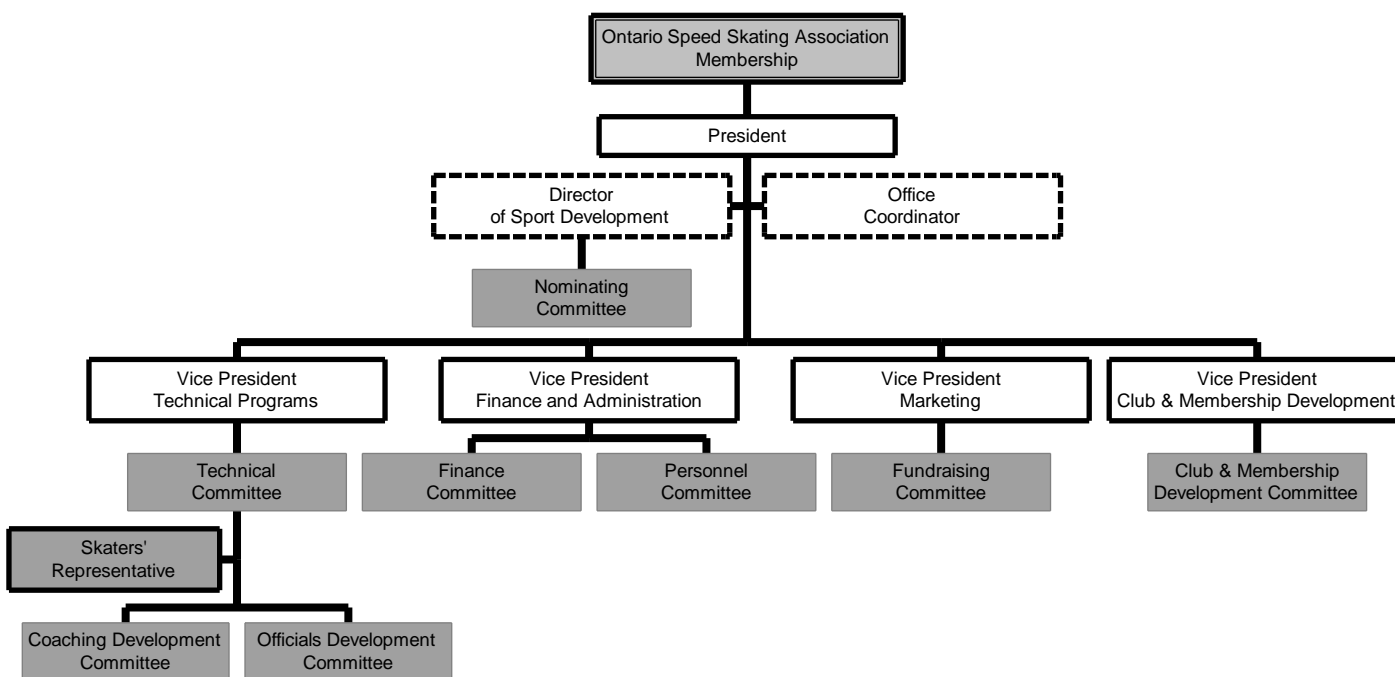 Ontario Speed Skating Association
Membership
President
Director
of Sport Development
Office
Coordinator
Nominating
Committee
Vice President
Technical Programs
Vice President
Finance and Administration
Vice President
Marketing
Vice President
Club & Membership Development
Technical
Committee
Finance
Committee
Personnel
Committee
Fundraising
Committee
Club & Membership
Development Committee
Skaters'
Representative
Coaching Development
Committee
Officials Development
Committee